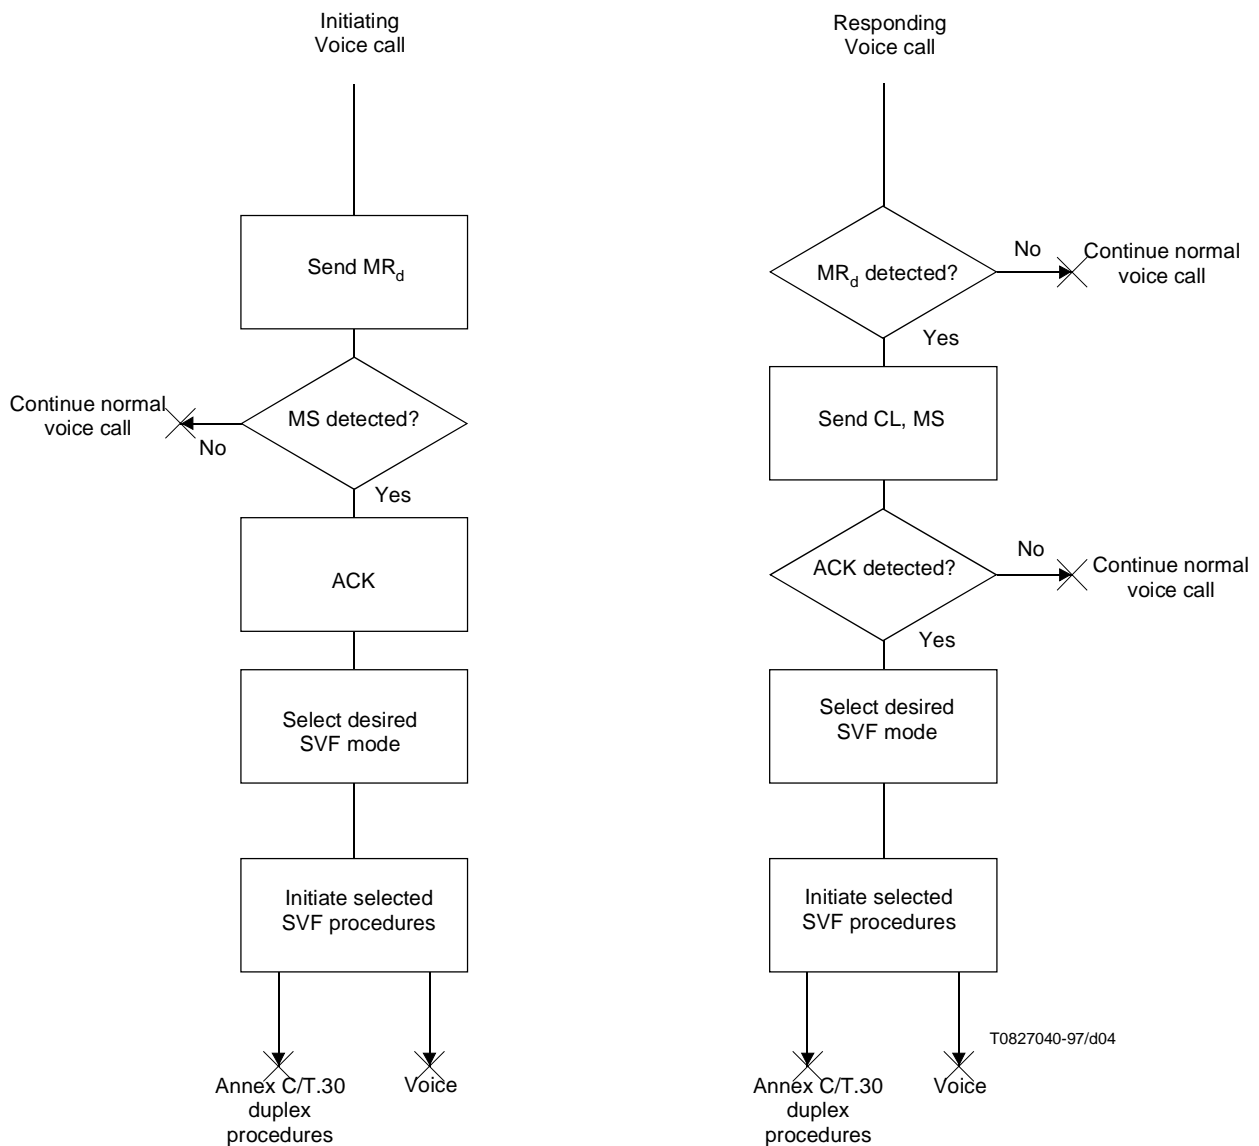 Initiating
Voice call
Send MRd
MS detected?
No
Continue normal
voice call
Yes
ACK
Select desired
SVF mode
Initiate selected
SVF procedures
Annex C/T.30
duplex
procedures
Voice
Responding
Voice call
MRd detected?
No
Continue normal
voice call
Yes
Send CL, MS
ACK detected?
No
Continue normal
voice call
Yes
Select desired
SVF mode
Initiate selected
SVF procedures
Annex C/T.30
duplex
procedures
Voice
T0827040-97/d04